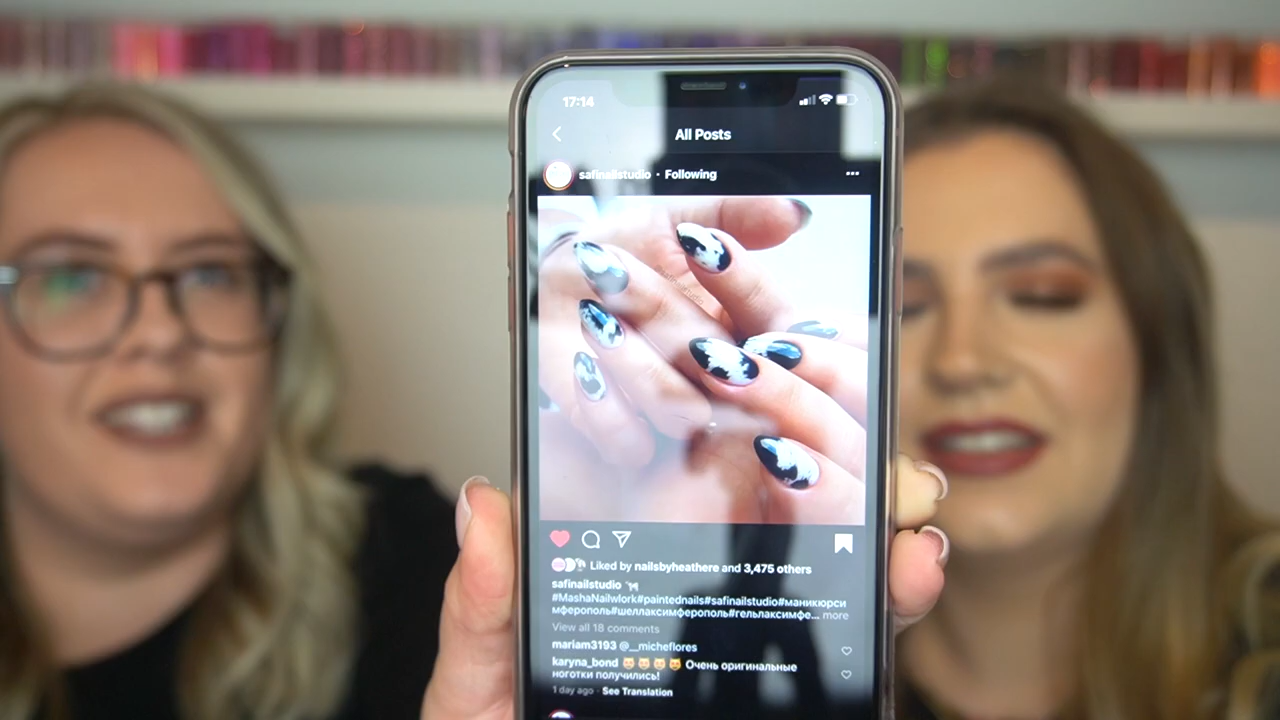 17:14
All Posts
safinailstudio • Following
Liked by nailsbyheathere and 3,475 others
safinailstudio
#MashaNailwlork#paintednails#safinailstudio#маникюрси
мферополь#шеллаксимферополь#гельлаксимфе... more
View all 18 comments
mariam3193 @__micheflores
karyna_bond 😍😍😍😍 Очень оригинальные
ноготки получились!
1 day ago · See Translation